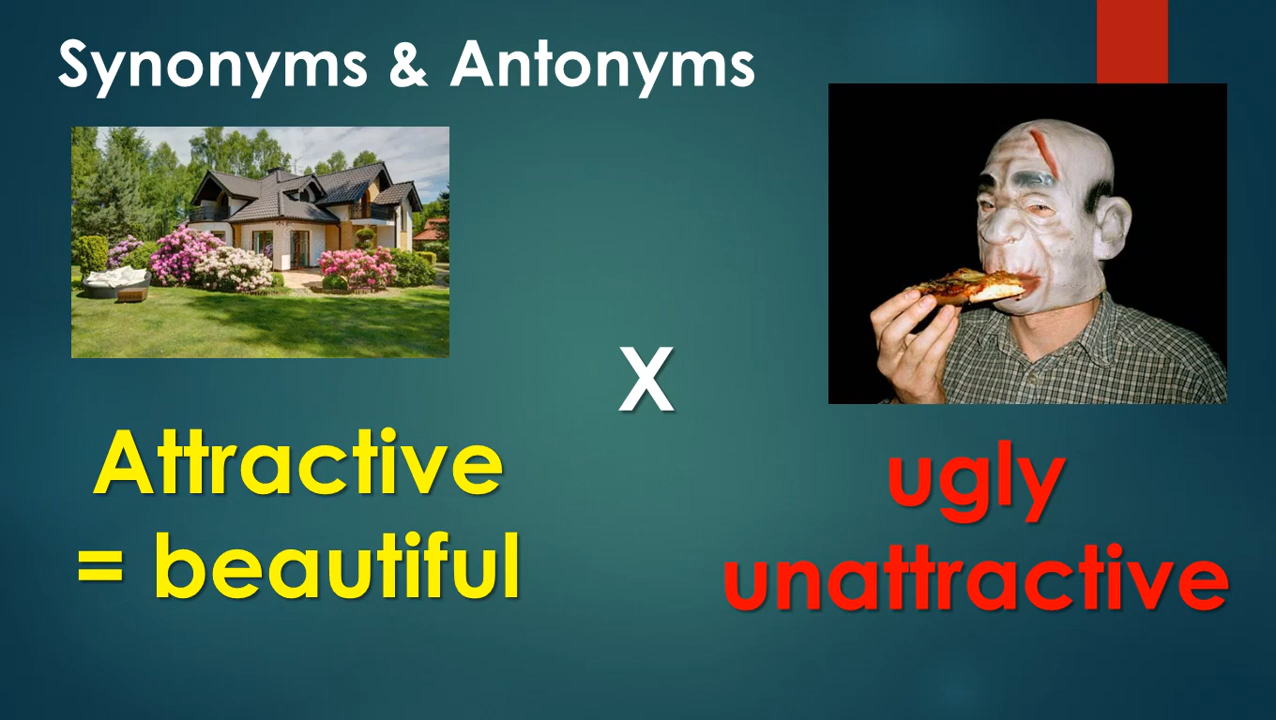 Synonyms & Antonyms
Attractive
= beautiful
X
ugly
unattractive